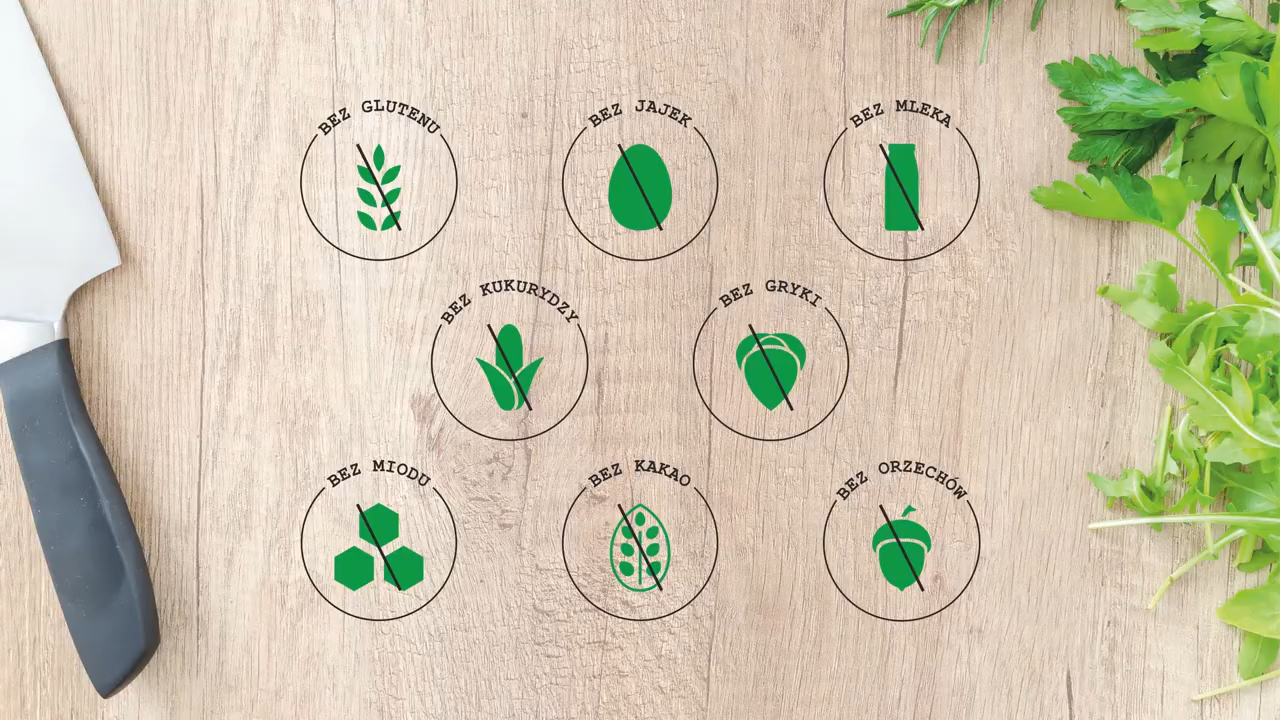 BEZ GLUTENU
BEZ JAJEK
BEZ MLEKA
BEZ KUKURYDZY
BEZ GRYKI
BEZ MIODU
BEZ KAKAO
BEZ ORZECHÓW